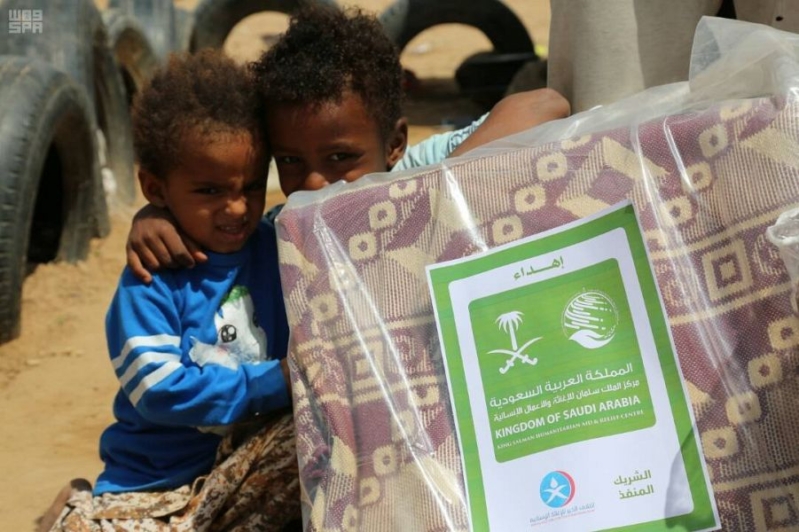 واس
SPA
إهداء
المملكة العربية السعودية
مركز الملك سلمان للإغاثة والأعمال الإنسانية
KINGDOM OF SAUDI ARABIA
KING SALMAN HUMANITARIAN AID & RELIEF CENTRE
الشريك
المنفذ